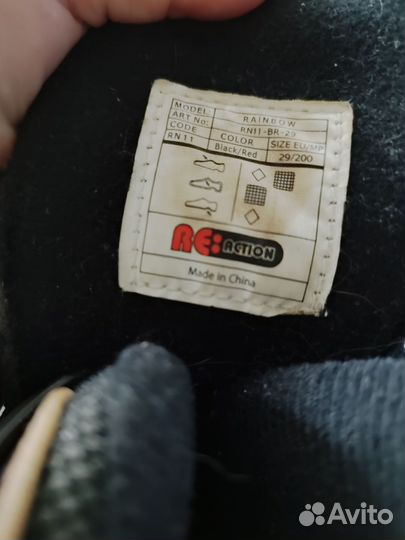 MODEL: RAINBOW
ART No: RN11-BR-29
CODE COLOR SIZE EU/MP
RN11 Black/Red 29/200
RE:ACTION
Made in China
Avito